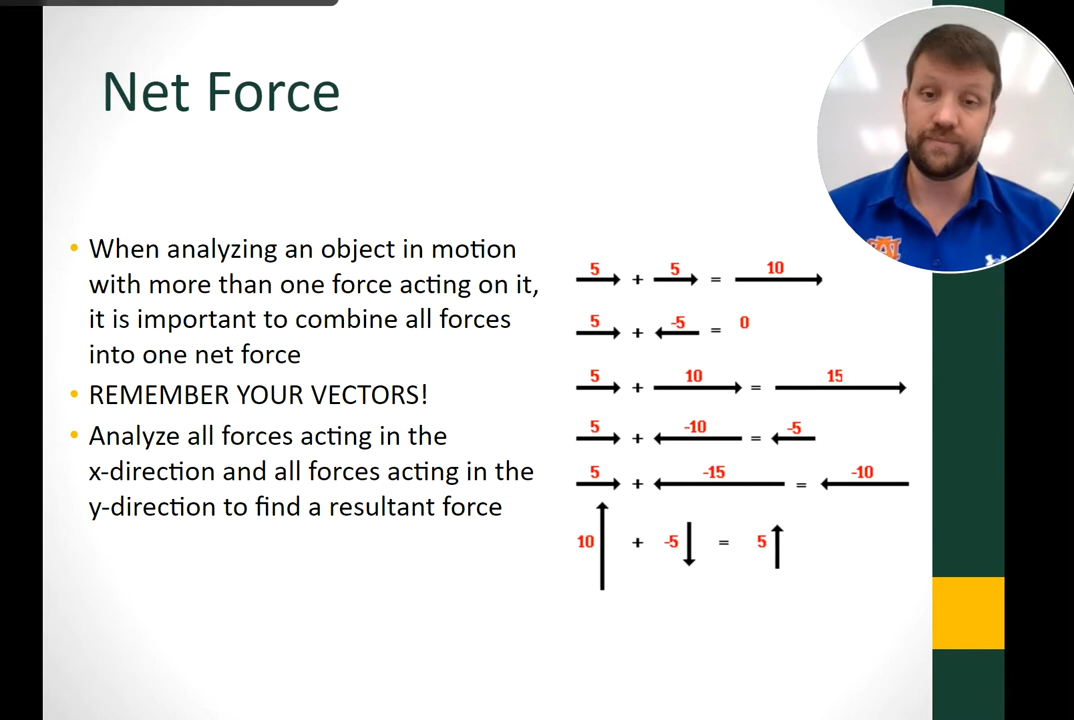 Net Force
• When analyzing an object in motion
with more than one force acting on it,
it is important to combine all forces
into one net force
• REMEMBER YOUR VECTORS!
• Analyze all forces acting in the
x-direction and all forces acting in the
y-direction to find a resultant force
5 + 5 = 10
5 + -5 = 0
5 + 10 = 15
5 + -10 = -5
5 + -15 = -10
10 + -5 = 5